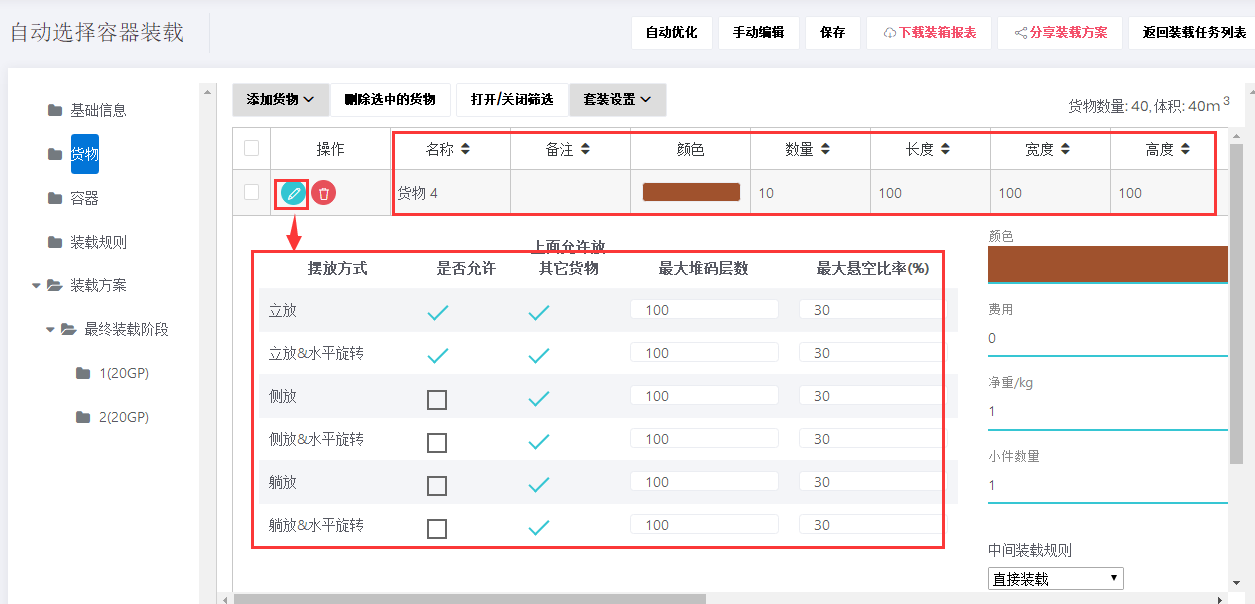 自动选择容器装载
自动优化 手动编辑 保存 下载装箱报表 分享装载方案 返回装载任务列表
基础信息
货物
容器
装载规则
装载方案
最终装载阶段
1(20GP)
2(20GP)
添加货物 删除选中的货物 打开/关闭筛选 套装设置
货物数量: 40, 体积: 40m3
操作 名称 备注 颜色 数量 长度 宽度 高度
货物 4 10 100 100 100
摆放方式 是否允许 上面允许放其它货物 最大堆码层数 最大悬空比率(%)
立放 100 30
立放&水平旋转 100 30
侧放 100 30
侧放&水平旋转 100 30
躺放 100 30
躺放&水平旋转 100 30
颜色
费用
0
净重/kg
1
小件数量
1
中间装载规则
直接装载